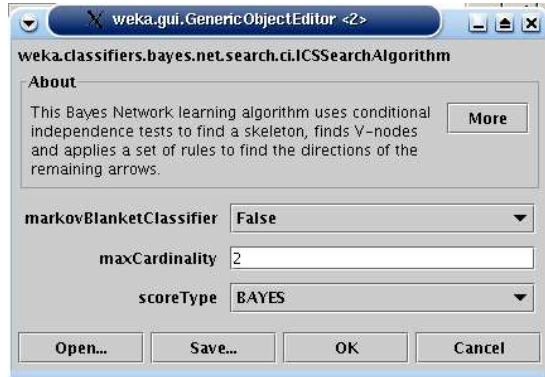 weka.gui.GenericObjectEditor <2>
weka.classifiers.bayes.net.search.ci.ICSSearchAlgorithm
About
This Bayes Network learning algorithm uses conditional
independence tests to find a skeleton, finds V-nodes
and applies a set of rules to find the directions of the
remaining arrows.
More
markovBlanketClassifier False
maxCardinality 2
scoreType BAYES
Open... Save... OK Cancel